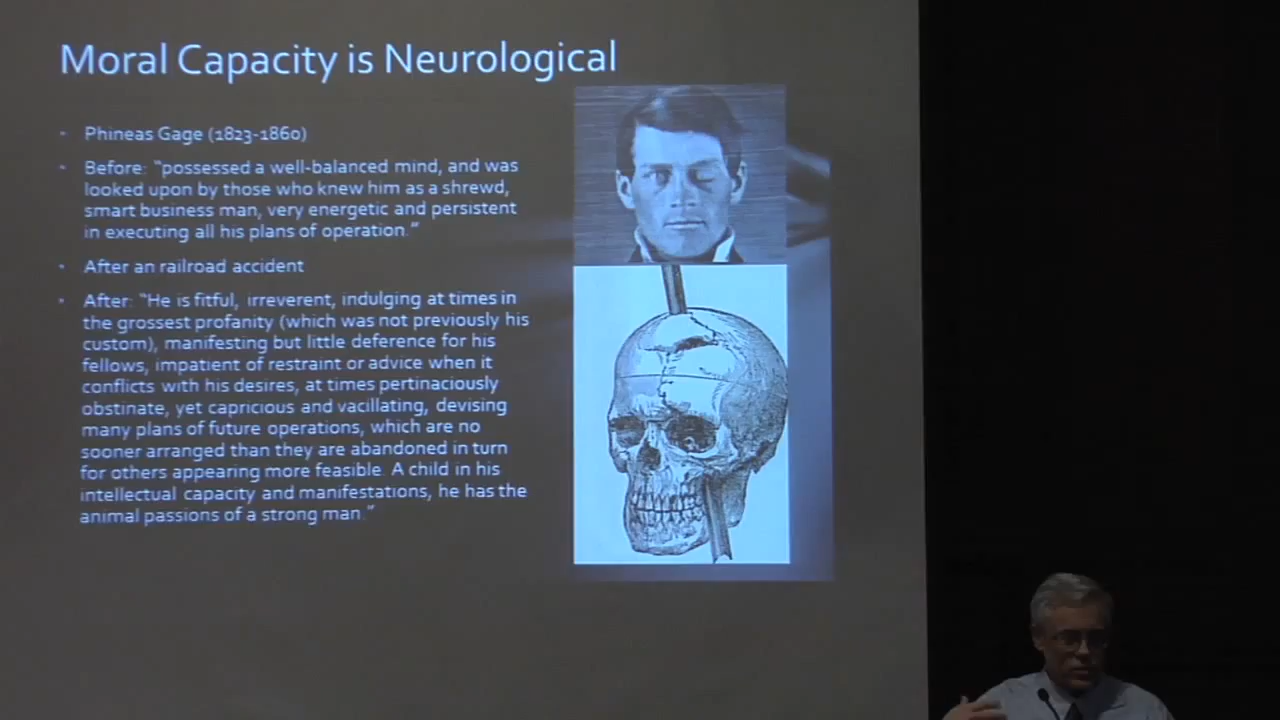 Moral Capacity is Neurological
• Phineas Gage (1823-1860)
• Before: "possessed a well-balanced mind, and was
looked upon by those who knew him as a shrewd,
smart business man, very energetic and persistent
in executing all his plans of operation."
• After an railroad accident
• After: "He is fitful, irreverent, indulging at times in
the grossest profanity (which was not previously his
custom), manifesting but little deference for his
fellows, impatient of restraint or advice when it
conflicts with his desires, at times pertinaciously
obstinate, yet capricious and vacillating, devising
many plans of future operations, which are no
sooner arranged than they are abandoned in turn
for others appearing more feasible. A child in his
intellectual capacity and manifestations, he has the
animal passions of a strong man."